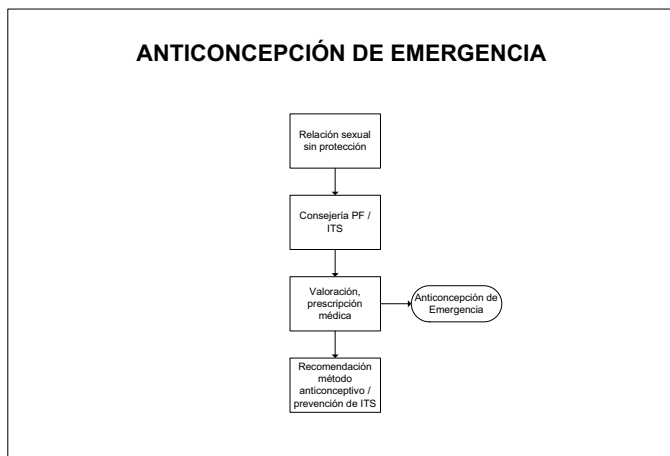 ANTICONCEPCIÓN DE EMERGENCIA
Relación sexual
sin protección
Consejería PF /
ITS
Valoración,
prescripción
médica
Anticoncepción de
Emergencia
Recomendación
método
anticonceptivo /
prevención de ITS